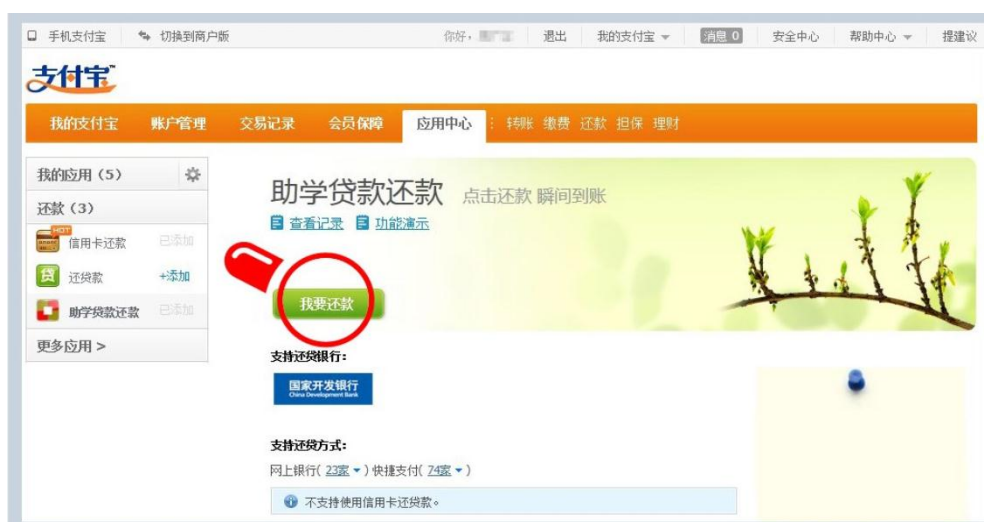 手机支付宝 切换到商户版 你好, 退出 我的支付宝 消息 0 安全中心 帮助中心 提建议
支付宝
我的支付宝 账户管理 交易记录 会员保障 应用中心 转账 缴费 还款 担保 理财
我的应用（5）
还款（3）
HOT
信用卡还款 已添加
贷 还贷款 +添加
助学贷款还款 已添加
更多应用 >
助学贷款还款 点击还款 瞬间到账
查看记录 功能演示
我要还款
支持还贷银行：
国家开发银行
China Development Bank
支持还贷方式：
网上银行( 23家 ) 快捷支付( 74家 )
不支持使用信用卡还贷款。